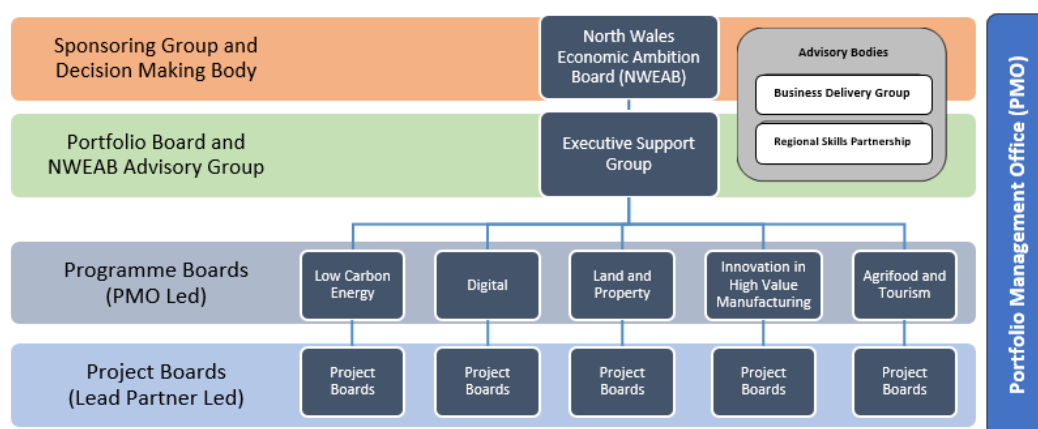 Sponsoring Group and
Decision Making Body
North Wales
Economic Ambition
Board (NWEAB)
Advisory Bodies
Business Delivery Group
Regional Skills Partnership
Portfolio Board and
NWEAB Advisory Group
Executive Support
Group
Programme Boards
(PMO Led)
Low Carbon
Energy
Digital
Land and
Property
Innovation in
High Value
Manufacturing
Agrifood and
Tourism
Project Boards
(Lead Partner Led)
Project
Boards
Project
Boards
Project
Boards
Project
Boards
Project
Boards
Portfolio Management Office (PMO)